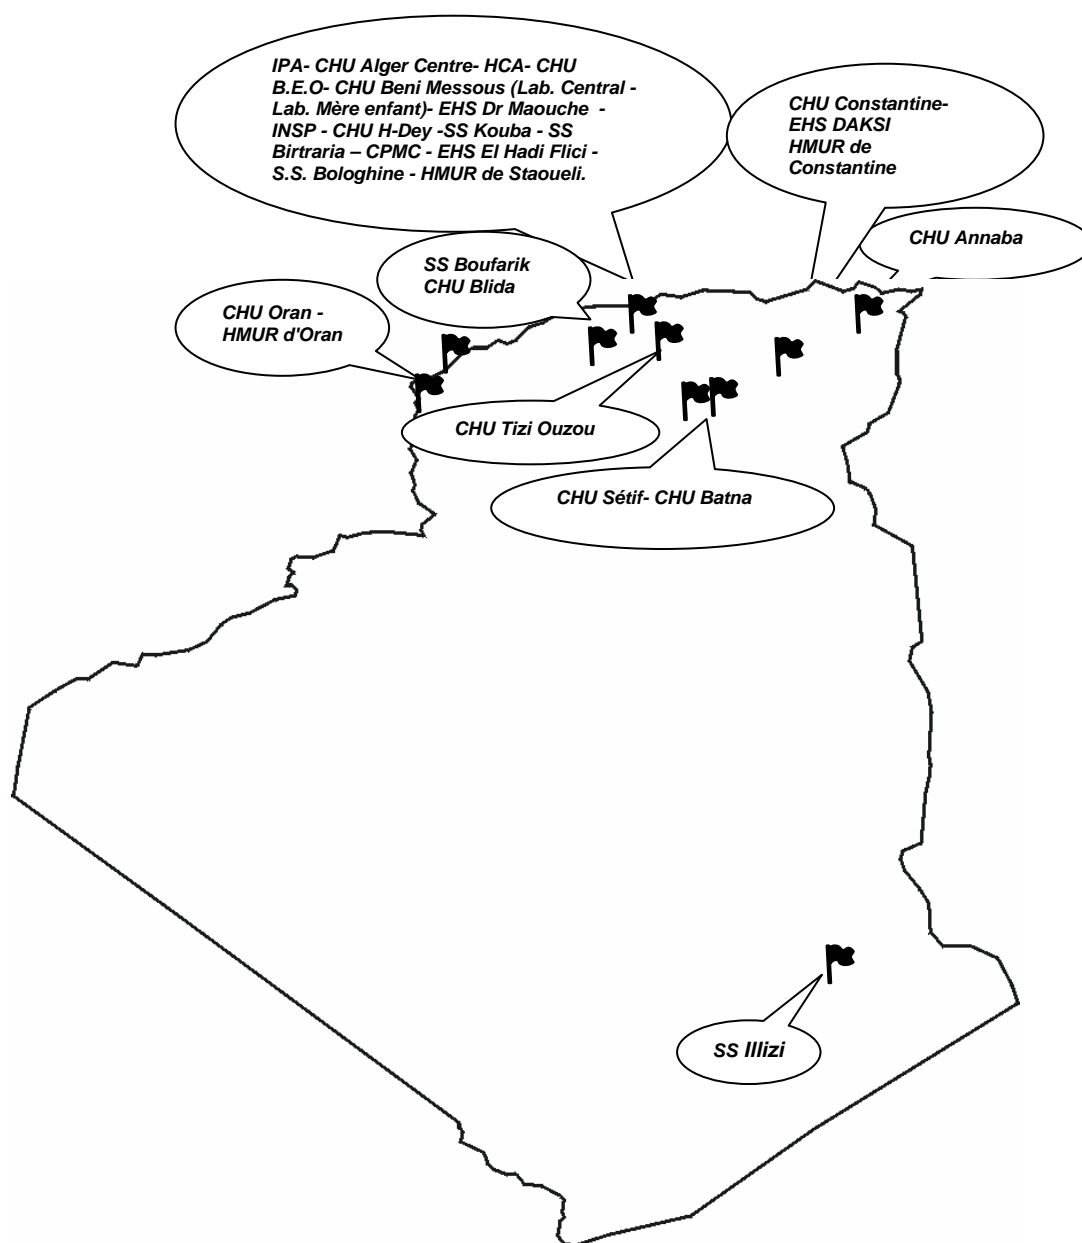 IPA- CHU Alger Centre- HCA- CHU
B.E.O- CHU Beni Messous (Lab. Central -
Lab. Mère enfant)- EHS Dr Maouche -
INSP - CHU H-Dey -SS Kouba - SS
Birtraria – CPMC - EHS El Hadi Flici -
S.S. Bologhine - HMUR de Staoueli.
CHU Constantine-
EHS DAKSI
HMUR de
Constantine
CHU Annaba
SS Boufarik
CHU Blida
CHU Oran -
HMUR d'Oran
CHU Tizi Ouzou
CHU Sétif- CHU Batna
SS Illizi